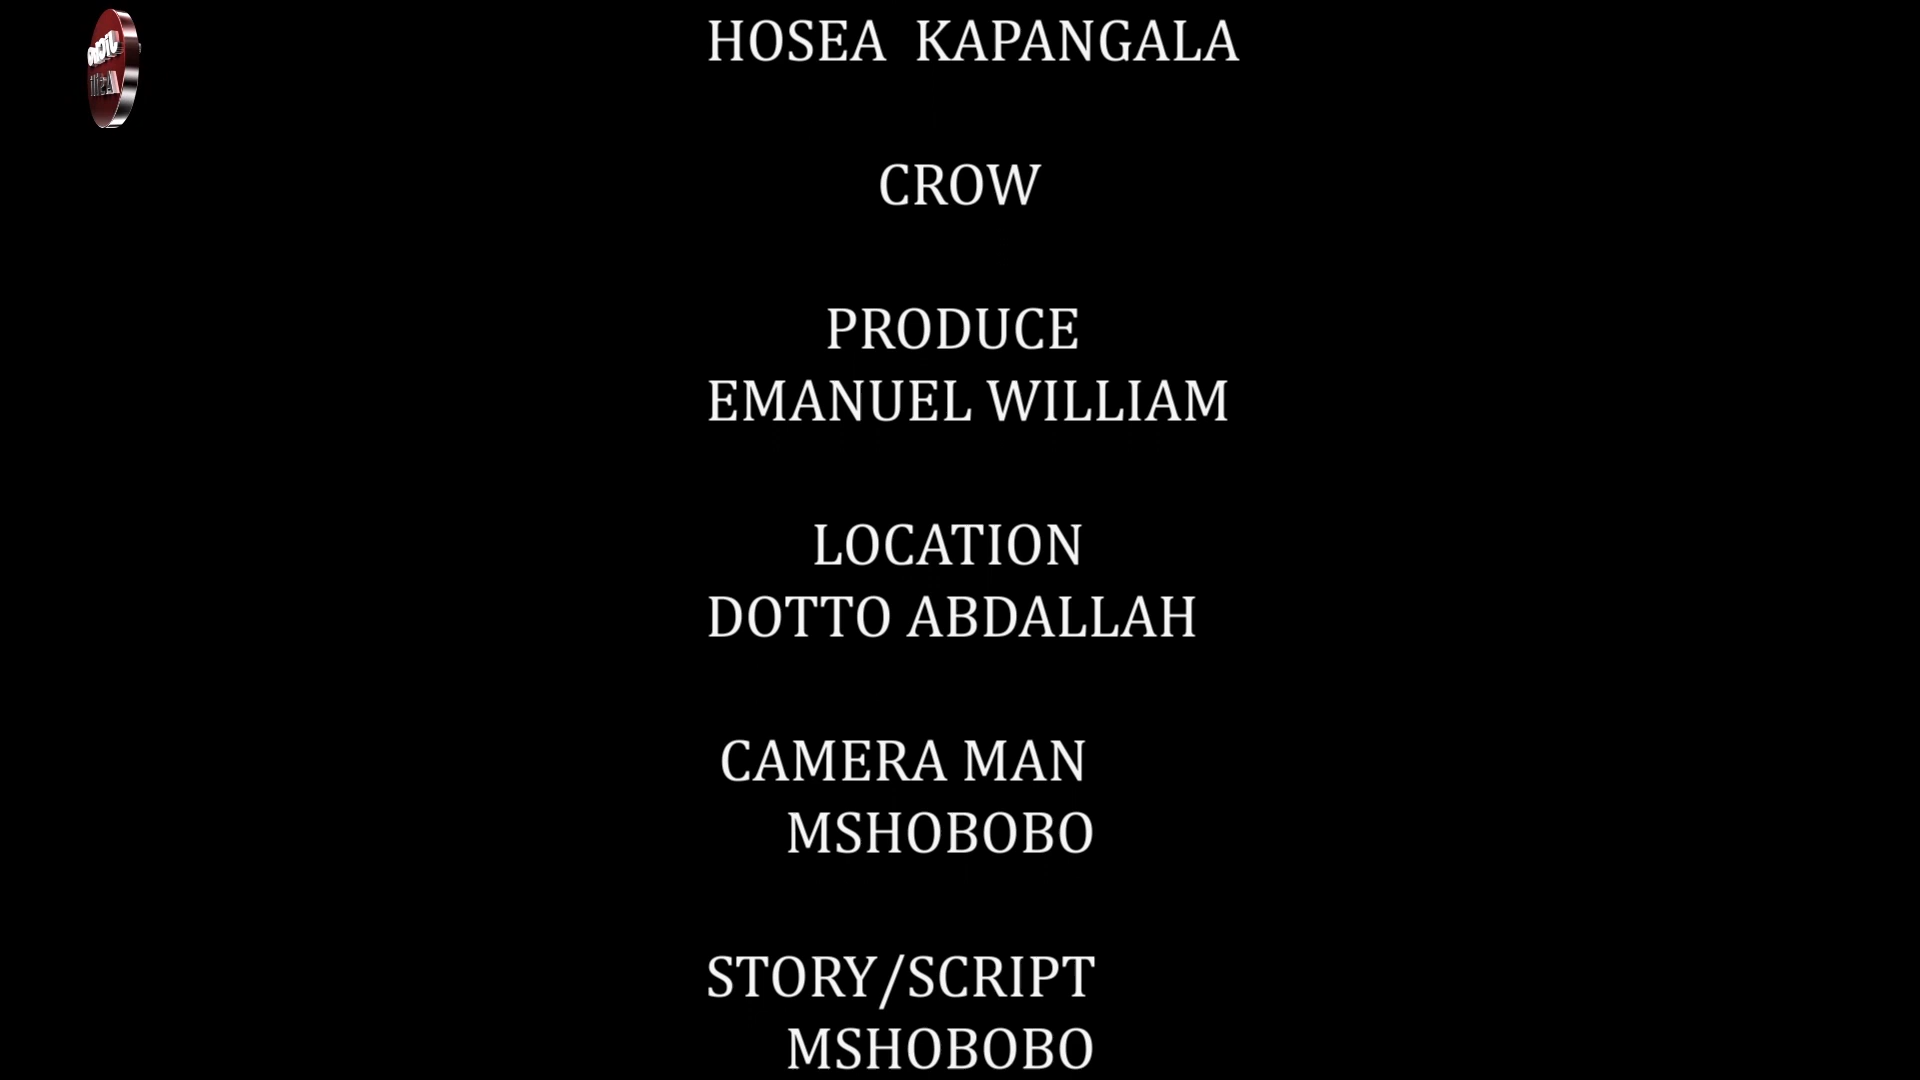 HOSEA KAPANGALA
CROW
PRODUCE
EMANUEL WILLIAM
LOCATION
DOTTO ABDALLAH
CAMERA MAN
MSHOBOBO
STORY/SCRIPT
MSHOBOBO